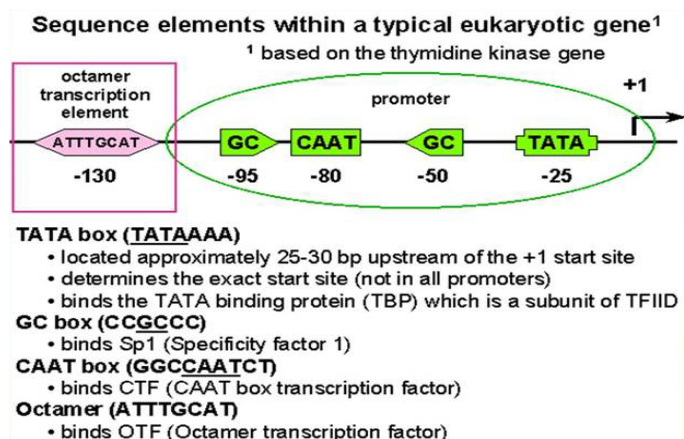 Sequence elements within a typical eukaryotic gene¹
¹ based on the thymidine kinase gene
octamer
transcription
element
promoter
+1
ATTTGCAT
GC
CAAT
GC
TATA
-130
-95
-80
-50
-25
TATA box (TATAAAA)
• located approximately 25-30 bp upstream of the +1 start site
• determines the exact start site (not in all promoters)
• binds the TATA binding protein (TBP) which is a subunit of TFIID
GC box (CCGCCC)
• binds Sp1 (Specificity factor 1)
CAAT box (GGCCAATCT)
• binds CTF (CAAT box transcription factor)
Octamer (ATTTGCAT)
• binds OTF (Octamer transcription factor)